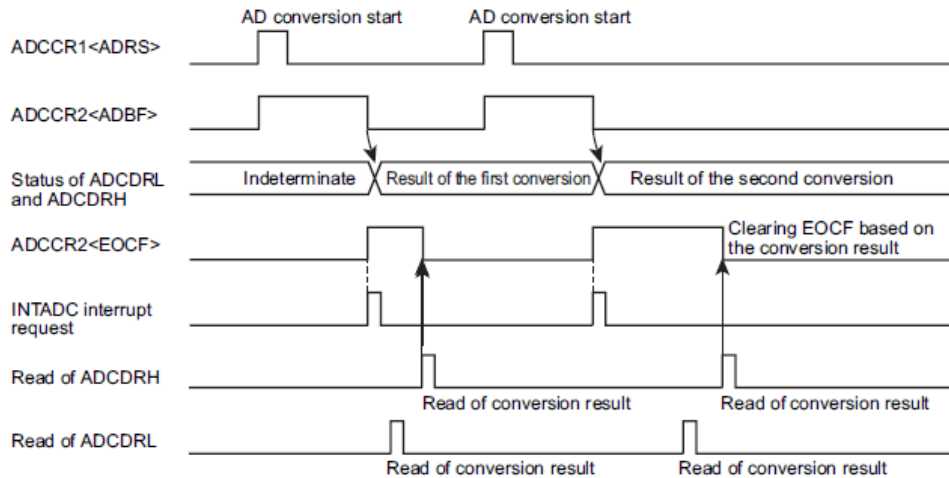 AD conversion start AD conversion start
ADCCR1<ADRS>
ADCCR2<ADBF>
Status of ADCDRL
and ADCDRH
Indeterminate Result of the first conversion Result of the second conversion
ADCCR2<EOCF>
Clearing EOCF based on
the conversion result
INTADC interrupt
request
Read of ADCDRH
Read of conversion result Read of conversion result
Read of ADCDRL
Read of conversion result Read of conversion result